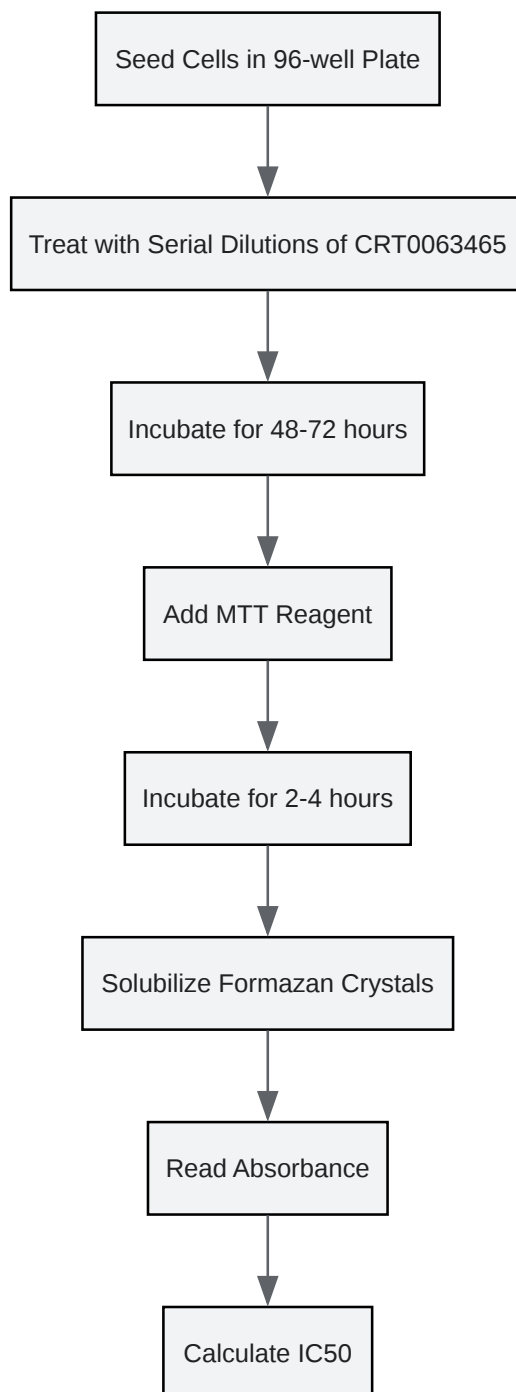 Seed Cells in 96-well Plate
Treat with Serial Dilutions of CRT0063465
Incubate for 48-72 hours
Add MTT Reagent
Incubate for 2-4 hours
Solubilize Formazan Crystals
Read Absorbance
Calculate IC50